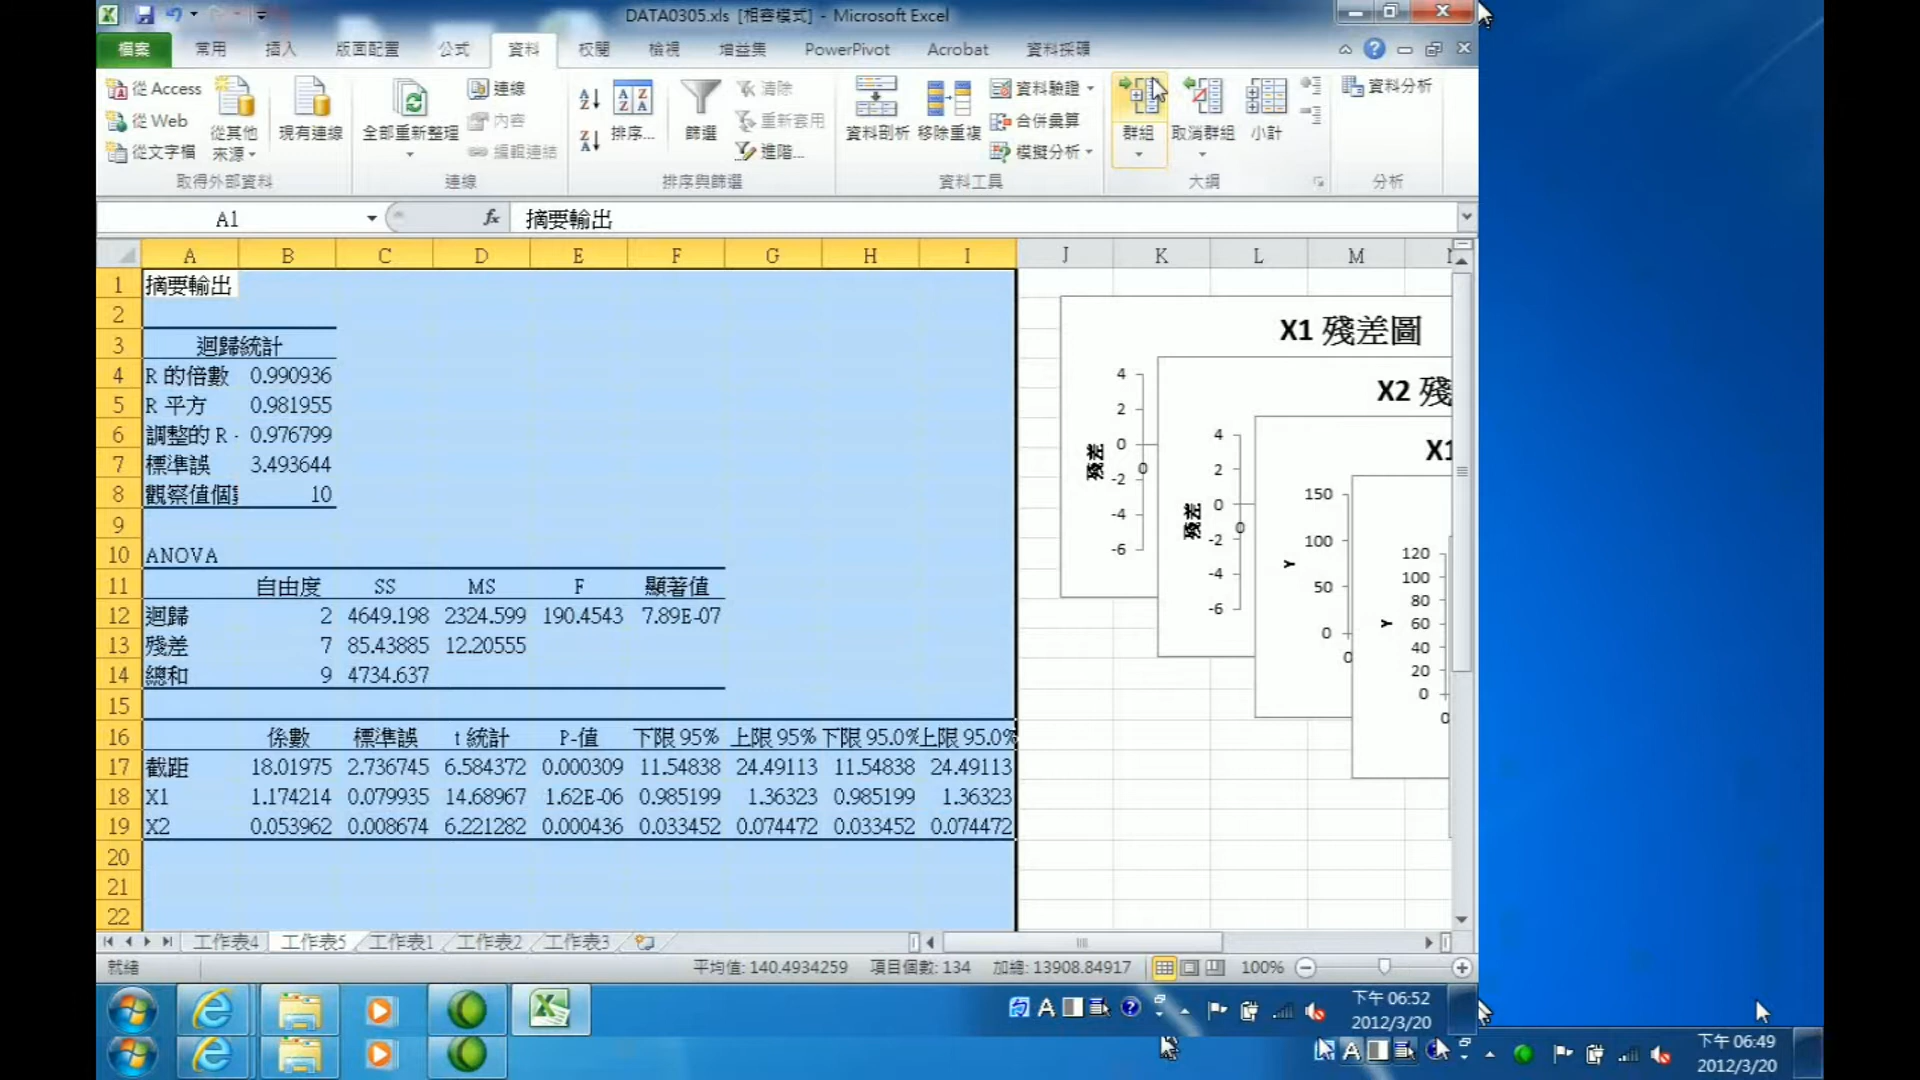 DATA0305.xls [相容模式] - Microsoft Excel
檔案 常用 插入 版面配置 公式 資料 校閱 檢視 增益集 PowerPivot Acrobat 資料採礦
從 Access
從 Web
從文字檔
從其他來源
現有連線
取得外部資料
全部重新整理
連線
內容
編輯連結
連線
排序...
篩選
清除
重新套用
進階...
排序與篩選
資料剖析
移除重複
資料驗證
合併彙算
模擬分析
資料工具
群組
取消群組
小計
大綱
資料分析
分析
A1 fx 摘要輸出
A B C D E F G H I J K L M
1 摘要輸出
2
3 迴歸統計
4 R 的倍數 0.990936
5 R 平方 0.981955
6 調整的 R 0.976799
7 標準誤 3.493644
8 觀察值個 10
9
10 ANOVA
11 自由度 SS MS F 顯著值
12 迴歸 2 4649.198 2324.599 190.4543 7.89E-07
13 殘差 7 85.43885 12.20555
14 總和 9 4734.637
15
16 係數 標準誤 t 統計 P-值 下限 95% 上限 95% 下限 95.0% 上限 95.0%
17 截距 18.01975 2.736745 6.584372 0.000309 11.54838 24.49113 11.54838 24.49113
18 X1 1.174214 0.079935 14.68967 1.62E-06 0.985199 1.36323 0.985199 1.36323
19 X2 0.053962 0.008674 6.221282 0.000436 0.033452 0.074472 0.033452 0.074472
20
21
22
X1 殘差圖
殘差
4
2
0
-2
-4
-6
0
X2 殘
殘差
4
2
0
-2
-4
-6
0
X1
Y
150
100
50
0
0
Y
120
100
80
60
40
20
0
0
工作表4 工作表5 工作表1 工作表2 工作表3
就緒 平均值: 140.4934259 項目個數: 134 加總: 13908.84917 100%
下午 06:52
2012/3/20
下午 06:49
2012/3/20